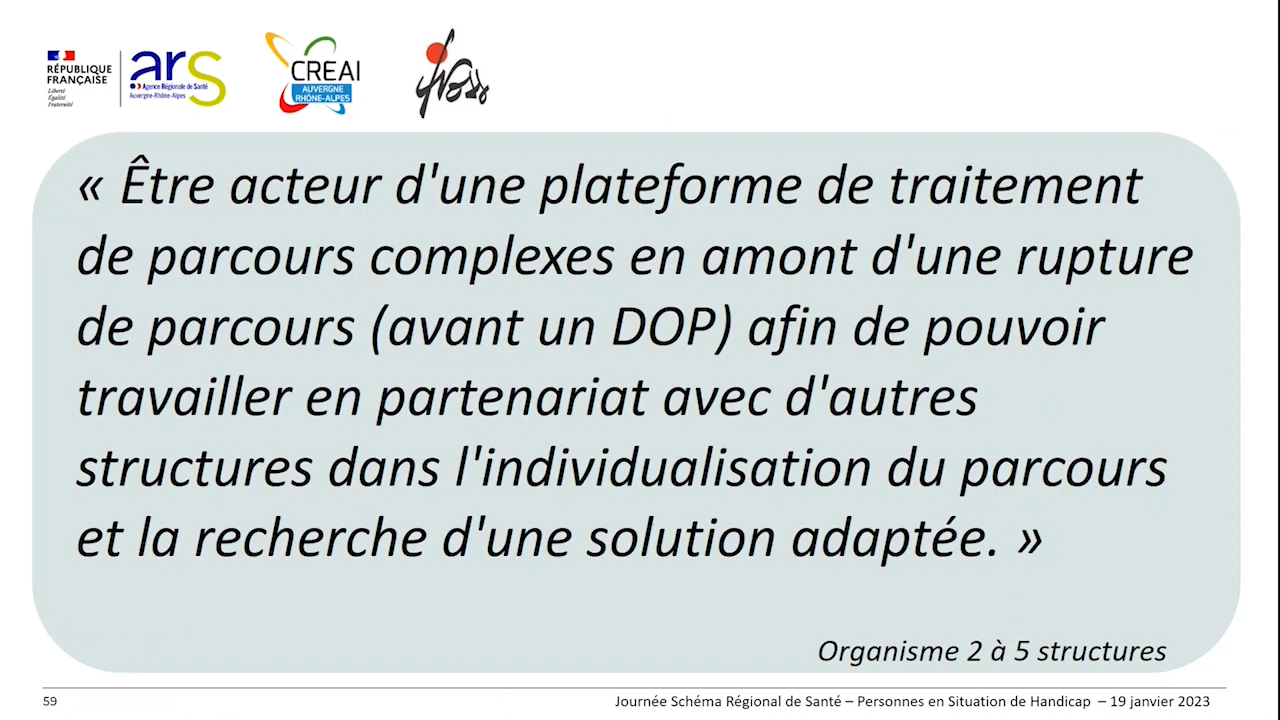 RÉPUBLIQUE
FRANÇAISE
Liberté
Égalité
Fraternité
ars
Agence Régionale de Santé
Auvergne-Rhône-Alpes
CREAI
AUVERGNE
RHÔNE-ALPES
« Être acteur d'une plateforme de traitement
de parcours complexes en amont d'une rupture
de parcours (avant un DOP) afin de pouvoir
travailler en partenariat avec d'autres
structures dans l'individualisation du parcours
et la recherche d'une solution adaptée. »
Organisme 2 à 5 structures
59
Journée Schéma Régional de Santé – Personnes en Situation de Handicap – 19 janvier 2023